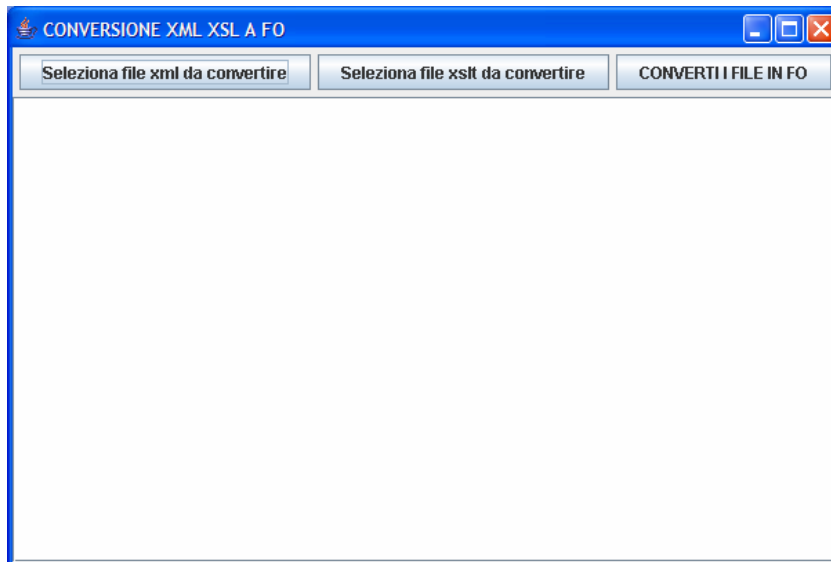 CONVERSIONE XML XSL A FO
Seleziona file xml da convertire Seleziona file xslt da convertire CONVERTI I FILE IN FO